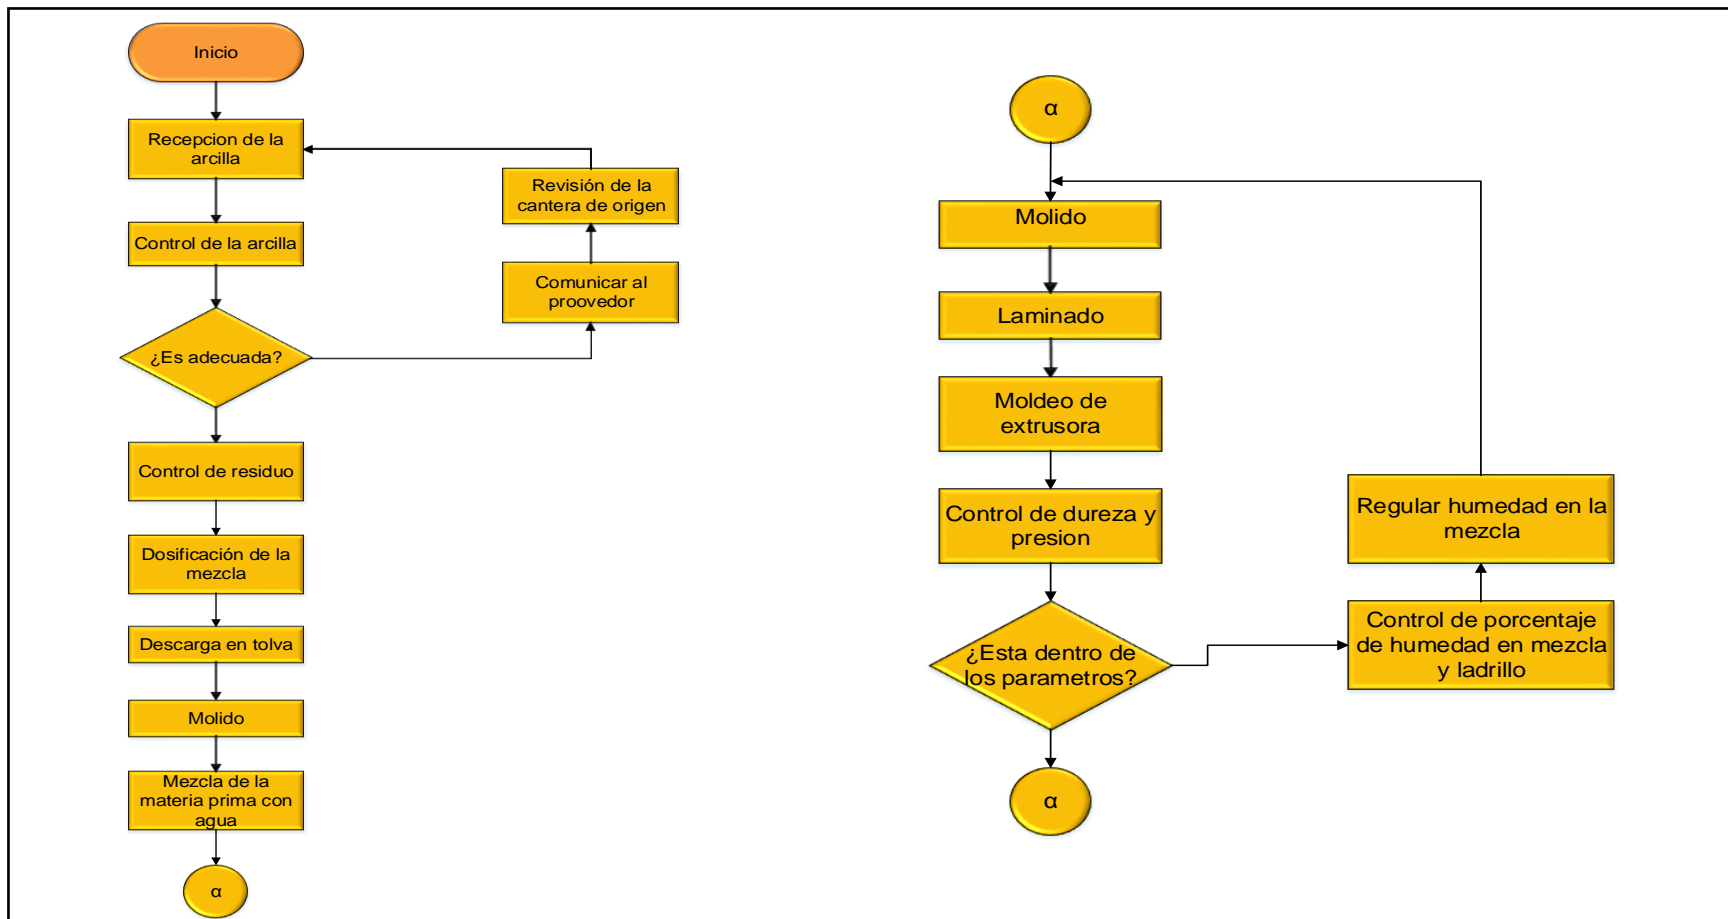 Inicio
Recepcion de la
arcilla
Control de la arcilla
¿Es adecuada?
Revisión de la
cantera de origen
Comunicar al
proovedor
Control de residuo
Dosificación de la
mezcla
Descarga en tolva
Molido
Mezcla de la
materia prima con
agua
α
α
Molido
Laminado
Moldeo de
extrusora
Control de dureza y
presion
¿Esta dentro de
los parametros?
Regular humedad en la
mezcla
Control de porcentaje
de humedad en mezcla
y ladrillo
α